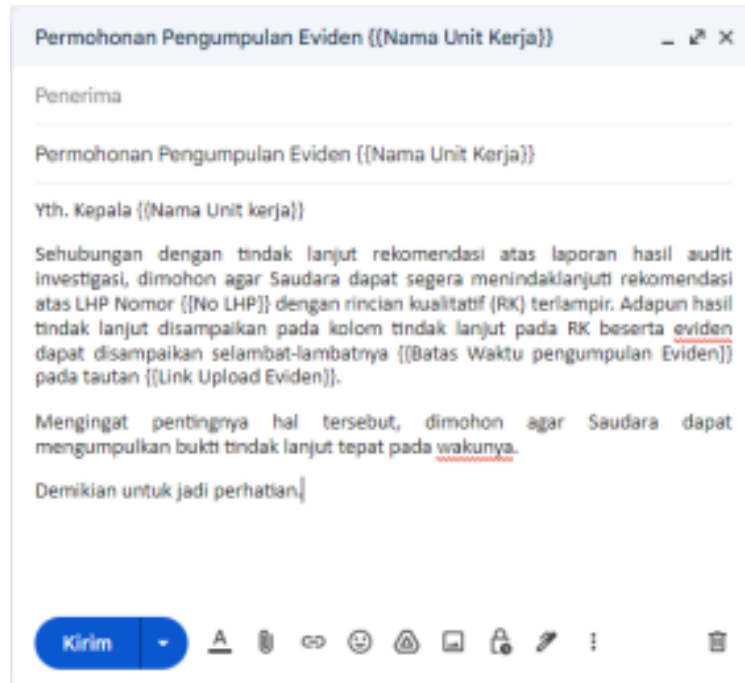 Permohonan Pengumpulan Eviden {{Nama Unit Kerja}}
Penerima
Permohonan Pengumpulan Eviden {{Nama Unit Kerja}}
Yth. Kepala {{Nama Unit kerja}}
Sehubungan dengan tindak lanjut rekomendasi atas laporan hasil audit
investigasi, dimohon agar Saudara dapat segera menindaklanjuti rekomendasi
atas LHP Nomor {{No LHP}} dengan rincian kualitatif (RK) terlampir. Adapun hasil
tindak lanjut disampaikan pada kolom tindak lanjut pada RK beserta eviden
dapat disampaikan selambat-lambatnya {{Batas Waktu pengumpulan Eviden}}
pada tautan {{Link Upload Eviden}}.
Mengingat pentingnya hal tersebut, dimohon agar Saudara dapat
mengumpulkan bukti tindak lanjut tepat pada wakunya.
Demikian untuk jadi perhatian.
Kirim